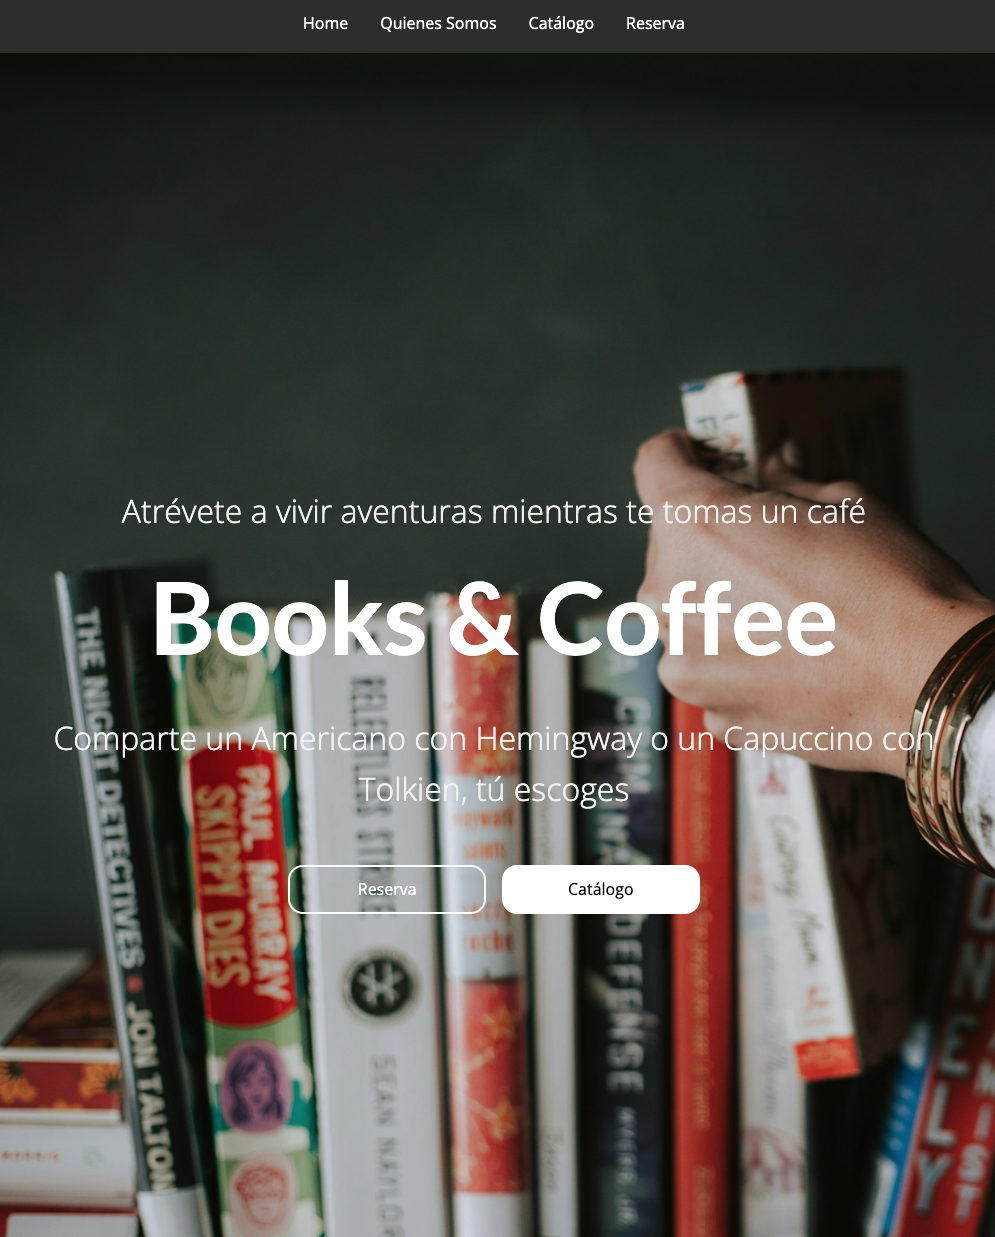 Home Quienes Somos Catálogo Reserva
Atrévete a vivir aventuras mientras te tomas un café
Books & Coffee
Comparte un Americano con Hemingway o un Capuccino con
Tolkien, tú escoges
Reserva Catálogo
THE NIGHT DETECTIVES JON TALTON
PAUL MURRAY
SKIPPY DIES
RELENTLESS STRIKE
SEAN NAYLOR
DEFENSE